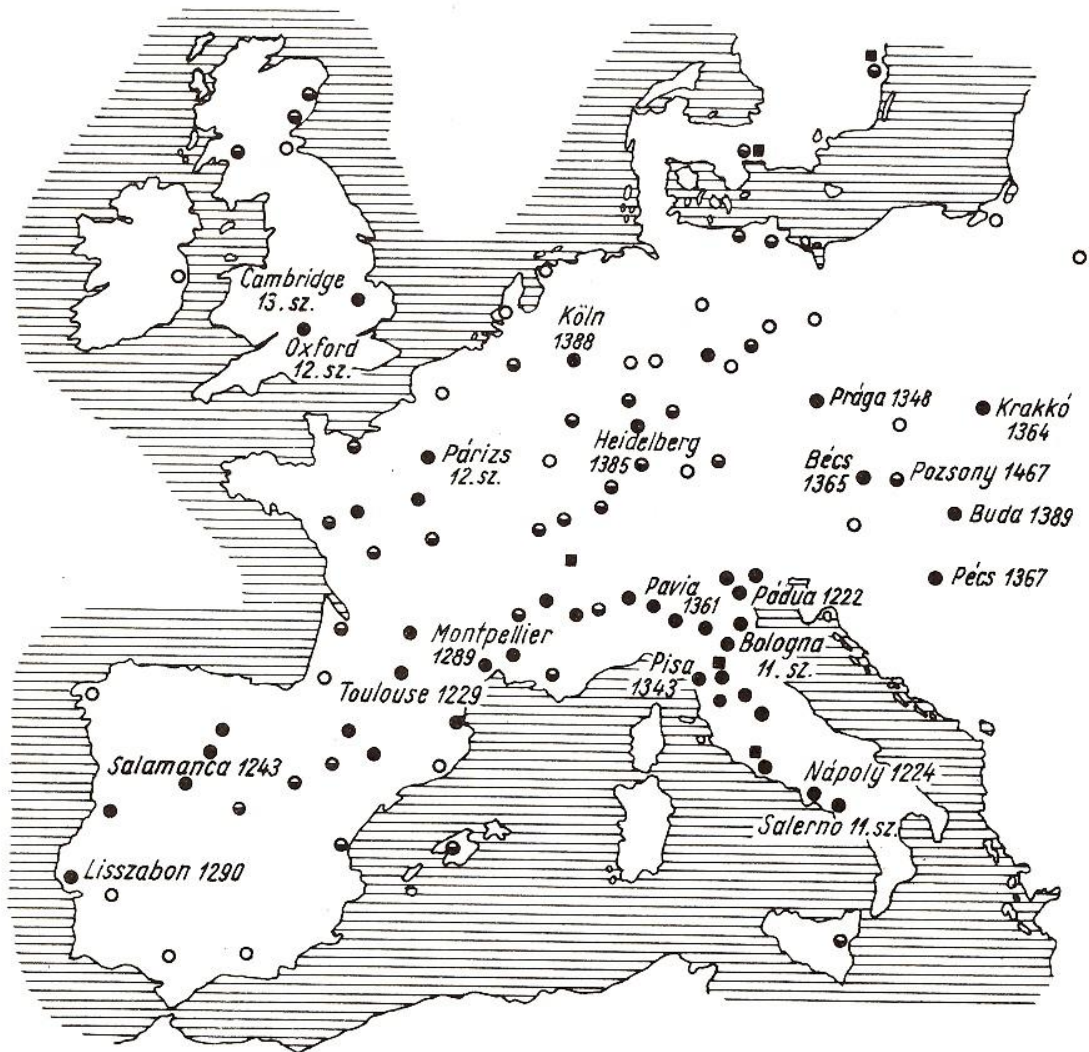 Cambridge
13. sz.
Oxford
12. sz.
Köln
1388
Prága 1348
Krakkó
1364
Párizs
12. sz.
Heidelberg
1385
Bécs
1365
Pozsony 1467
Buda 1389
Pécs 1367
Pavia
1361
Pádua 1222
Montpellier
1289
Bologna
11. sz.
Pisa
1343
Toulouse 1229
Salamanca 1243
Nápoly 1224
Salerno 11. sz.
Lisszabon 1290